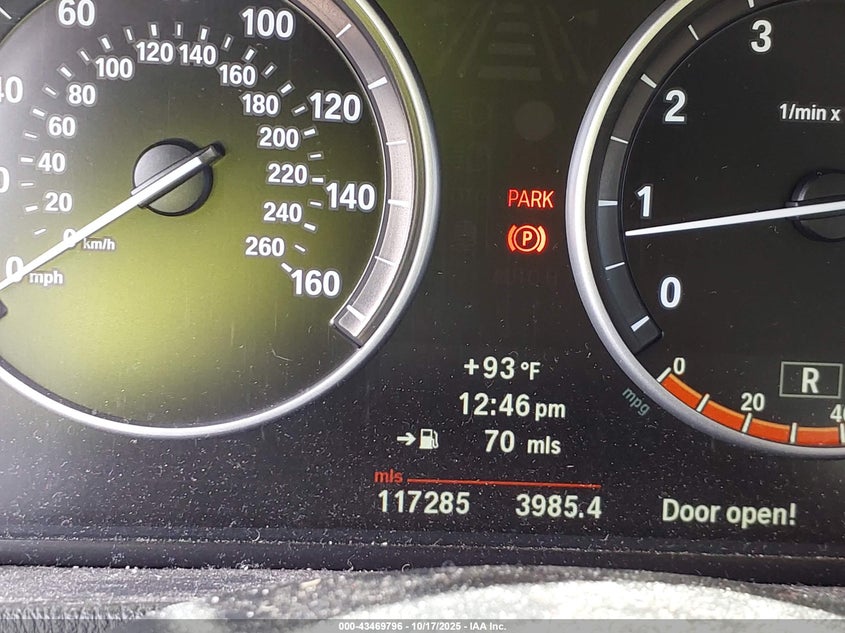 60
100
120
140
160
0 mph
120 140
100
160
80
180
60
200
40
220
20
240
0 km/h
260
3
2
1
0
1/min x
PARK
P
+93 °F
12:46 pm
70 mls
mls
117285 3985.4
0
20
mpg
R
Door open!
000-43469796 - 10/17/2025 - IAA Inc.